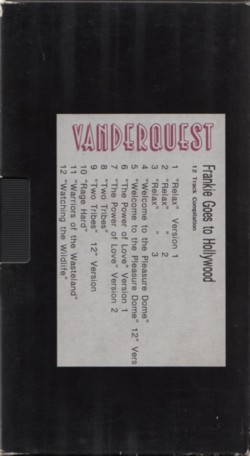 VANDERQUEST
Frankie Goes to Hollywood
12 Track Compilation
1 "Relax" Version 1
2 "Relax" " 2
3 "Relax" " 3
4 "Welcome to the Pleasure Dome"
5 "Welcome to the Pleasure Dome" 12" Vers
6 "The Power of Love" Version 1
7 "The Power of Love" Version 2
8 "Two Tribes"
9 "Two Tribes" 12" Version
10 "Rage Hard"
11 "Warriors of the Wasteland"
12 "Watching the Wildlife"